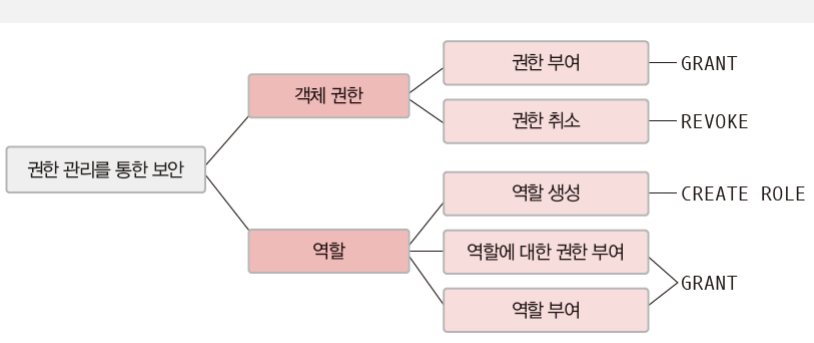 권한 부여
GRANT
객체 권한
권한 취소
REVOKE
권한 관리를 통한 보안
역할 생성
CREATE ROLE
역할
역할에 대한 권한 부여
GRANT
역할 부여